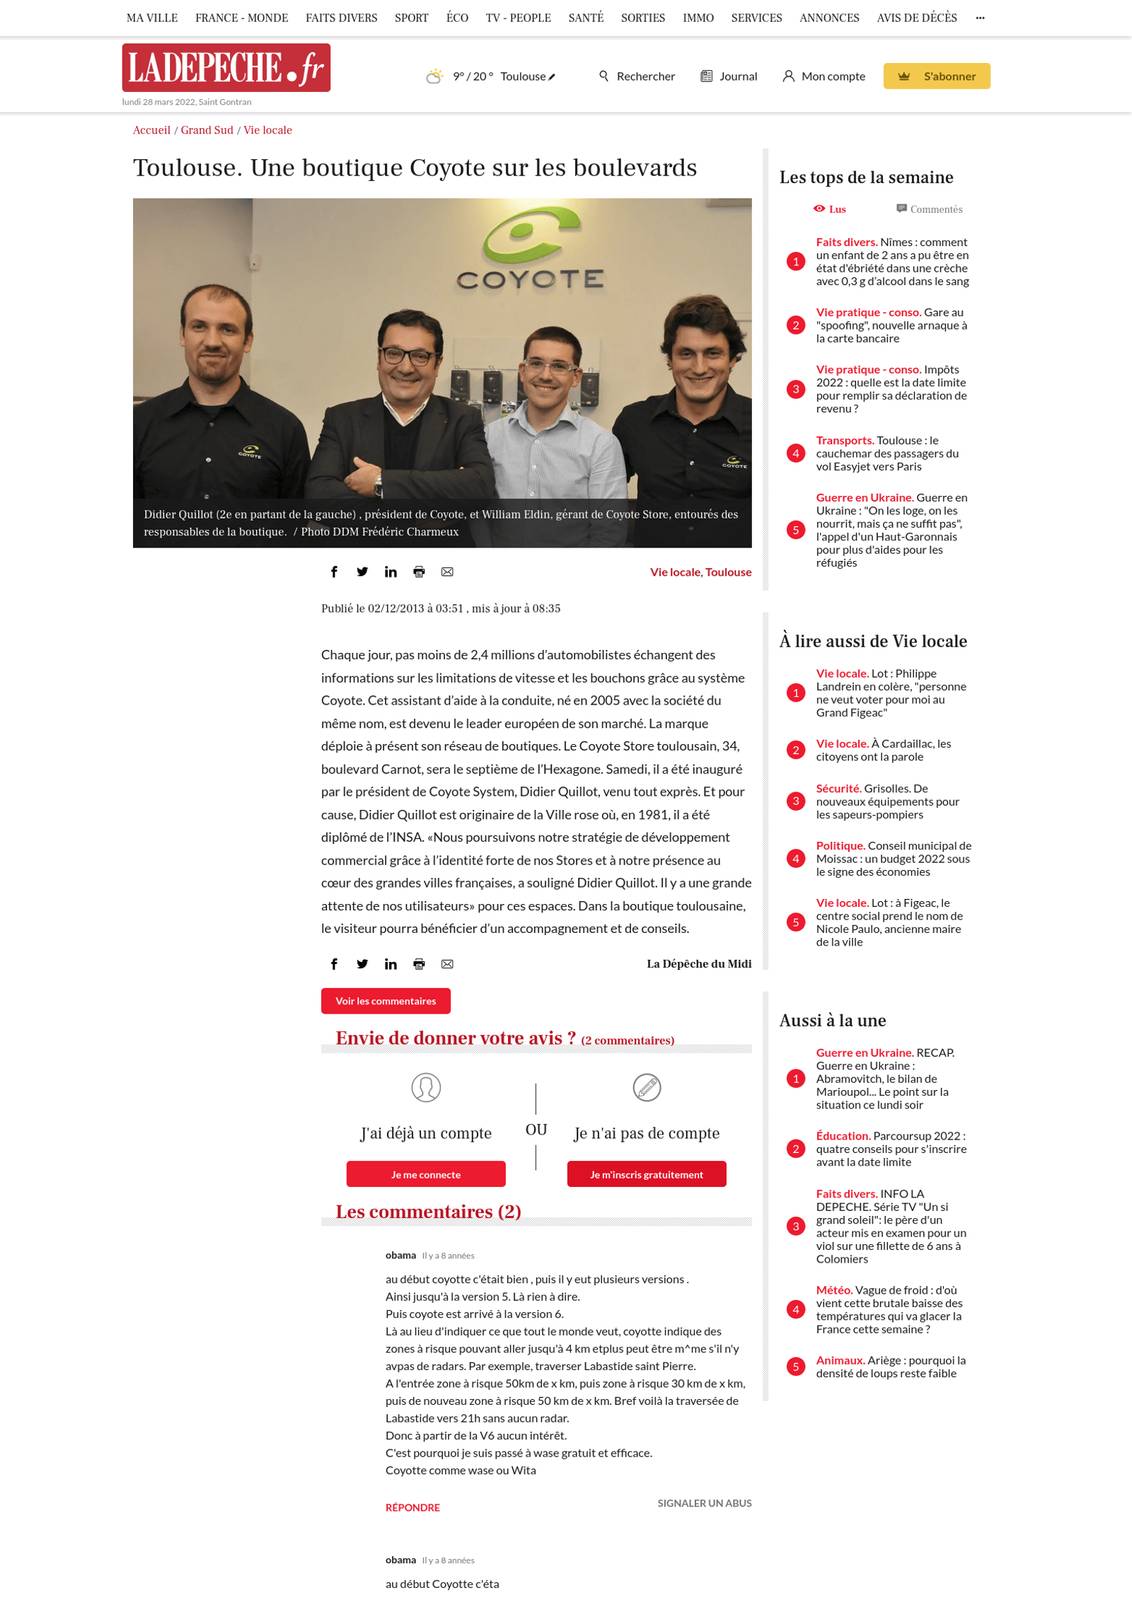 MA VILLE FRANCE - MONDE FAITS DIVERS SPORT ÉCO TV - PEOPLE SANTÉ SORTIES IMMO SERVICES ANNONCES AVIS DE DÉCÈS ...
LADEPECHE.fr
9° / 20 ° Toulouse
Rechercher
Journal
Mon compte
S'abonner
lundi 28 mars 2022, Saint Gontran
Accueil / Grand Sud / Vie locale
Toulouse. Une boutique Coyote sur les boulevards
COYOTE
COYOTE
COYOTE
Didier Quillot (2e en partant de la gauche) , président de Coyote, et William Eldin, gérant de Coyote Store, entourés des
responsables de la boutique. / Photo DDM Frédéric Charmeux
Vie locale, Toulouse
Publié le 02/12/2013 à 03:51 , mis à jour à 08:35
Chaque jour, pas moins de 2,4 millions d’automobilistes échangent des
informations sur les limitations de vitesse et les bouchons grâce au système
Coyote. Cet assistant d’aide à la conduite, né en 2005 avec la société du
même nom, est devenu le leader européen de son marché. La marque
déploie à présent son réseau de boutiques. Le Coyote Store toulousain, 34,
boulevard Carnot, sera le septième de l’Hexagone. Samedi, il a été inauguré
par le président de Coyote System, Didier Quillot, venu tout exprès. Et pour
cause, Didier Quillot est originaire de la Ville rose où, en 1981, il a été
diplômé de l’INSA. «Nous poursuivons notre stratégie de développement
commercial grâce à l’identité forte de nos Stores et à notre présence au
cœur des grandes villes françaises, a souligné Didier Quillot. Il y a une grande
attente de nos utilisateurs» pour ces espaces. Dans la boutique toulousaine,
le visiteur pourra bénéficier d’un accompagnement et de conseils.
La Dépêche du Midi
Voir les commentaires
Envie de donner votre avis ? (2 commentaires)
J'ai déjà un compte
OU
Je n'ai pas de compte
Je me connecte
Je m'inscris gratuitement
Les commentaires (2)
obama Il y a 8 années
au début coyotte c'était bien , puis il y eut plusieurs versions .
Ainsi jusqu'à la version 5. Là rien à dire.
Puis coyote est arrivé à la version 6.
Là au lieu d'indiquer ce que tout le monde veut, coyotte indique des
zones à risque pouvant aller jusqu'à 4 km etplus peut être m^me s'il n'y
avpas de radars. Par exemple, traverser Labastide saint Pierre.
A l'entrée zone à risque 50km de x km, puis zone à risque 30 km de x km,
puis de nouveau zone à risque 50 km de x km. Bref voilà la traversée de
Labastide vers 21h sans aucun radar.
Donc à partir de la V6 aucun intérêt.
C'est pourquoi je suis passé à wase gratuit et efficace.
Coyotte comme wase ou Wita
RÉPONDRE
SIGNALER UN ABUS
obama Il y a 8 années
au début Coyotte c'éta
Les tops de la semaine
Lus
Commentés
1
Faits divers. Nîmes : comment
un enfant de 2 ans a pu être en
état d'ébriété dans une crèche
avec 0,3 g d’alcool dans le sang
2
Vie pratique - conso. Gare au
"spoofing", nouvelle arnaque à
la carte bancaire
3
Vie pratique - conso. Impôts
2022 : quelle est la date limite
pour remplir sa déclaration de
revenu ?
4
Transports. Toulouse : le
cauchemar des passagers du
vol Easyjet vers Paris
5
Guerre en Ukraine. Guerre en
Ukraine : "On les loge, on les
nourrit, mais ça ne suffit pas",
l'appel d'un Haut-Garonnais
pour plus d'aides pour les
réfugiés
À lire aussi de Vie locale
1
Vie locale. Lot : Philippe
Landrein en colère, "personne
ne veut voter pour moi au
Grand Figeac"
2
Vie locale. À Cardaillac, les
citoyens ont la parole
3
Sécurité. Grisolles. De
nouveaux équipements pour
les sapeurs-pompiers
4
Politique. Conseil municipal de
Moissac : un budget 2022 sous
le signe des économies
5
Vie locale. Lot : à Figeac, le
centre social prend le nom de
Nicole Paulo, ancienne maire
de la ville
Aussi à la une
1
Guerre en Ukraine. RECAP.
Guerre en Ukraine :
Abramovitch, le bilan de
Marioupol... Le point sur la
situation ce lundi soir
2
Éducation. Parcoursup 2022 :
quatre conseils pour s'inscrire
avant la date limite
3
Faits divers. INFO LA
DEPECHE. Série TV "Un si
grand soleil": le père d'un
acteur mis en examen pour un
viol sur une fillette de 6 ans à
Colomiers
4
Météo. Vague de froid : d'où
vient cette brutale baisse des
températures qui va glacer la
France cette semaine ?
5
Animaux. Ariège : pourquoi la
densité de loups reste faible